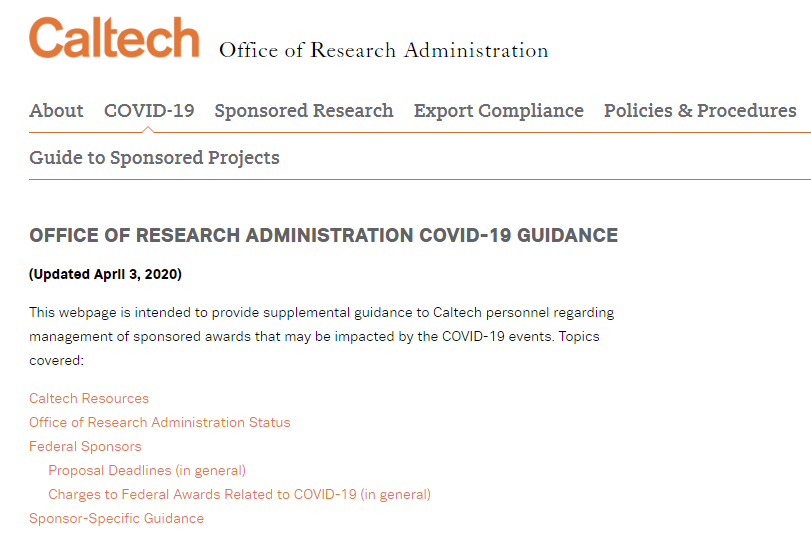 Caltech Office of Research Administration
About COVID-19 Sponsored Research Export Compliance Policies & Procedures
Guide to Sponsored Projects
OFFICE OF RESEARCH ADMINISTRATION COVID-19 GUIDANCE
(Updated April 3, 2020)
This webpage is intended to provide supplemental guidance to Caltech personnel regarding
management of sponsored awards that may be impacted by the COVID-19 events. Topics
covered:
Caltech Resources
Office of Research Administration Status
Federal Sponsors
Proposal Deadlines (in general)
Charges to Federal Awards Related to COVID-19 (in general)
Sponsor-Specific Guidance